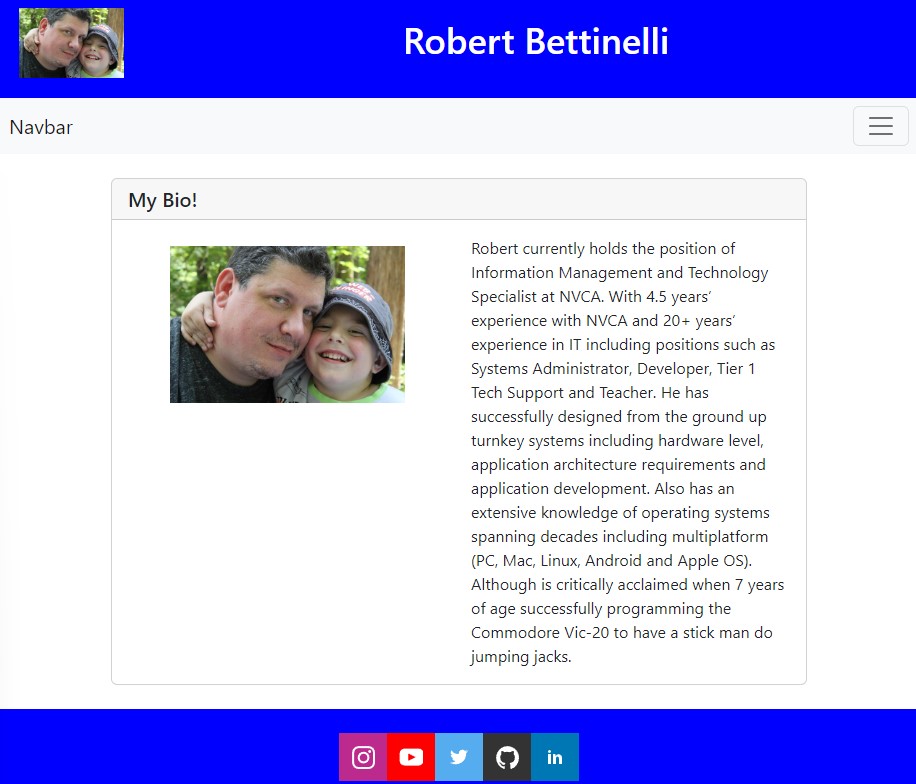 Robert Bettinelli
Navbar
My Bio!
Robert currently holds the position of
Information Management and Technology
Specialist at NVCA. With 4.5 years’
experience with NVCA and 20+ years’
experience in IT including positions such as
Systems Administrator, Developer, Tier 1
Tech Support and Teacher. He has
successfully designed from the ground up
turnkey systems including hardware level,
application architecture requirements and
application development. Also has an
extensive knowledge of operating systems
spanning decades including multiplatform
(PC, Mac, Linux, Android and Apple OS).
Although is critically acclaimed when 7 years
of age successfully programming the
Commodore Vic-20 to have a stick man do
jumping jacks.
in